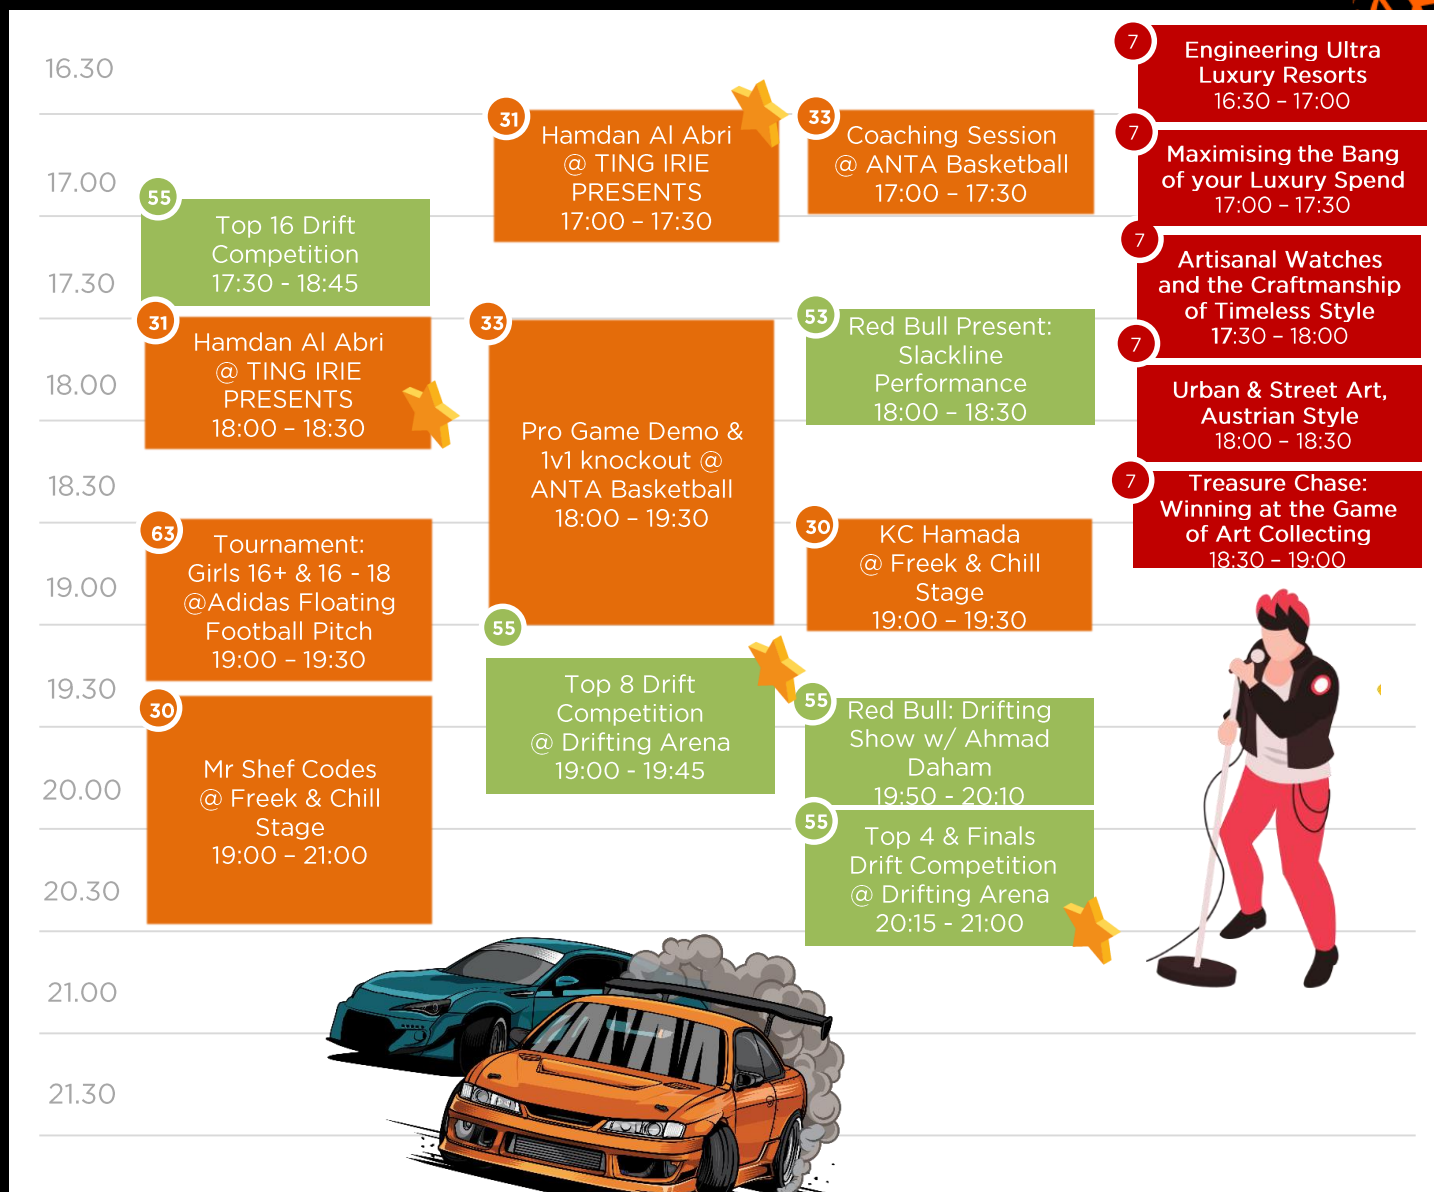 16.30
17.00
17.30
18.00
18.30
19.00
19.30
20.00
20.30
21.00
21.30
55
Top 16 Drift
Competition
17:30 - 18:45
31
Hamdan Al Abri
@ TING IRIE
PRESENTS
18:00 – 18:30
63
Tournament:
Girls 16+ & 16 - 18
@Adidas Floating
Football Pitch
19:00 – 19:30
30
Mr Shef Codes
@ Freek & Chill
Stage
19:00 – 21:00
31
Hamdan Al Abri
@ TING IRIE
PRESENTS
17:00 – 17:30
33
Pro Game Demo &
1v1 knockout @
ANTA Basketball
18:00 – 19:30
55
Top 8 Drift
Competition
@ Drifting Arena
19:00 - 19:45
33
Coaching Session
@ ANTA Basketball
17:00 – 17:30
53
Red Bull Present:
Slackline
Performance
18:00 – 18:30
30
KC Hamada
@ Freek & Chill
Stage
19:00 – 19:30
55
Red Bull: Drifting
Show w/ Ahmad
Daham
19:50 - 20:10
55
Top 4 & Finals
Drift Competition
@ Drifting Arena
20:15 - 21:00
7
Engineering Ultra
Luxury Resorts
16:30 – 17:00
7
Maximising the Bang
of your Luxury Spend
17:00 – 17:30
7
Artisanal Watches
and the Craftmanship
of Timeless Style
17:30 – 18:00
7
Urban & Street Art,
Austrian Style
18:00 – 18:30
7
Treasure Chase:
Winning at the Game
of Art Collecting
18:30 – 19:00